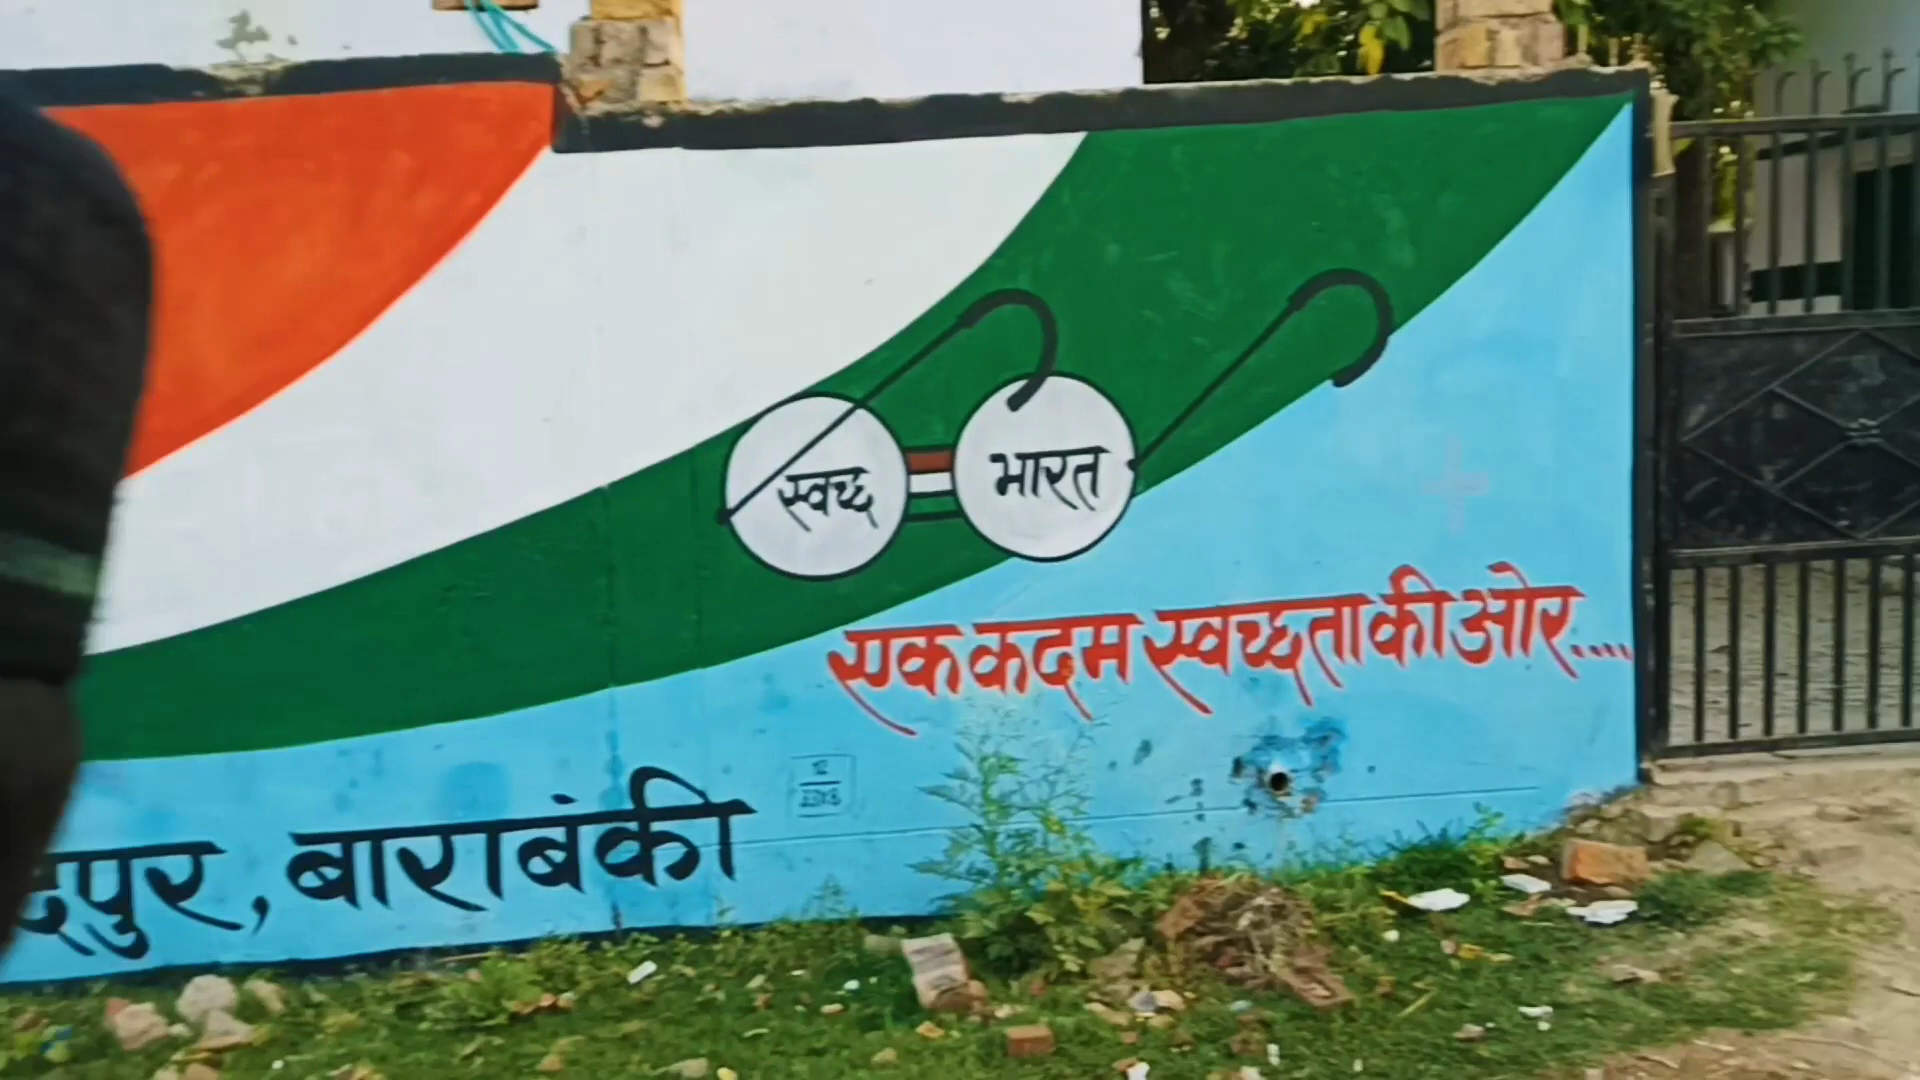 स्वच्छ भारत
एक कदम स्वच्छता की ओर....
पुर, बाराबंकी